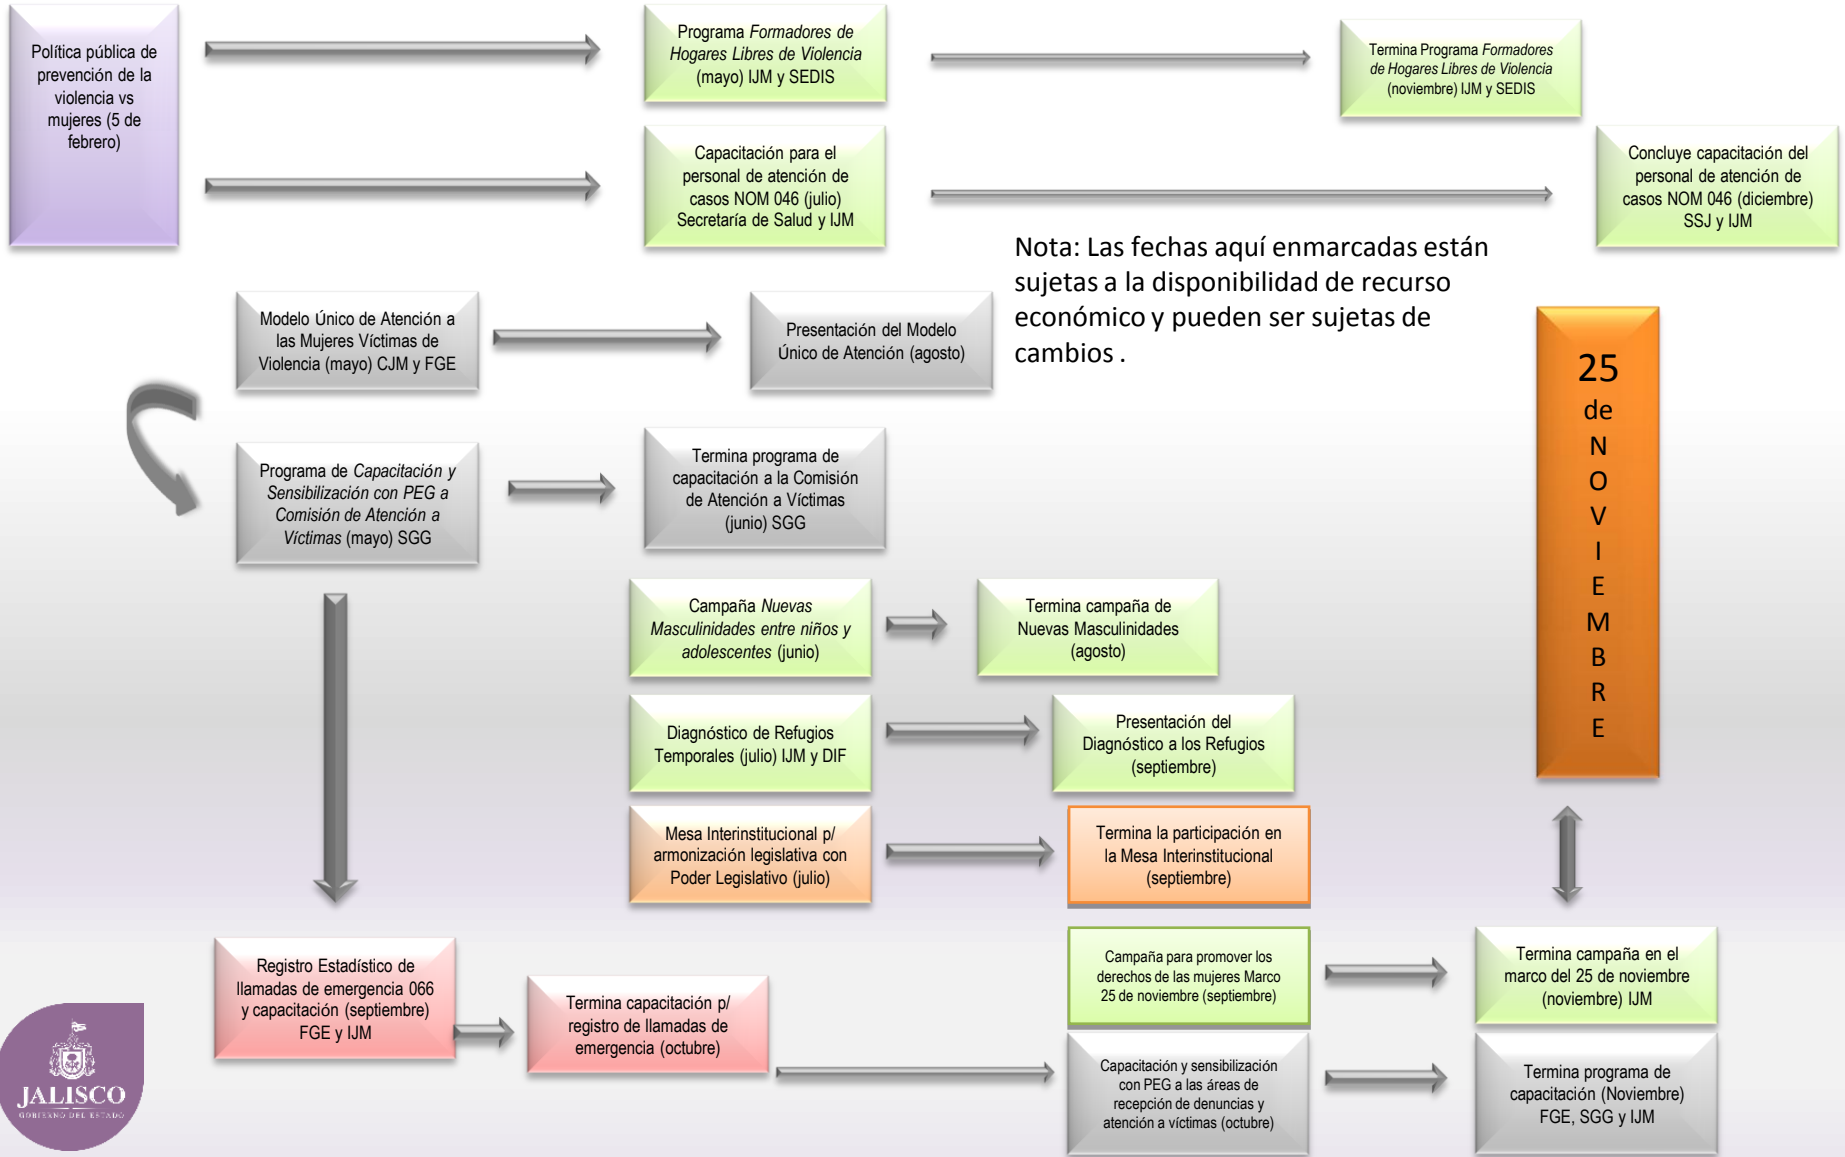 Política pública de
prevención de la
violencia vs
mujeres (5 de
febrero)
Programa Formadores de
Hogares Libres de Violencia
(mayo) IJM y SEDIS
Termina Programa Formadores
de Hogares Libres de Violencia
(noviembre) IJM y SEDIS
Capacitación para el
personal de atención de
casos NOM 046 (julio)
Secretaría de Salud y IJM
Concluye capacitación del
personal de atención de
casos NOM 046 (diciembre)
SSJ y IJM
Nota: Las fechas aquí enmarcadas están
sujetas a la disponibilidad de recurso
económico y pueden ser sujetas de
cambios .
Modelo Único de Atención a
las Mujeres Víctimas de
Violencia (mayo) CJM y FGE
Presentación del Modelo
Único de Atención (agosto)
25
de
N
O
V
I
E
M
B
R
E
Programa de Capacitación y
Sensibilización con PEG a
Comisión de Atención a
Víctimas (mayo) SGG
Termina programa de
capacitación a la Comisión
de Atención a Víctimas
(junio) SGG
Campaña Nuevas
Masculinidades entre niños y
adolescentes (junio)
Termina campaña de
Nuevas Masculinidades
(agosto)
Diagnóstico de Refugios
Temporales (julio) IJM y DIF
Presentación del
Diagnóstico a los Refugios
(septiembre)
Mesa Interinstitucional p/
armonización legislativa con
Poder Legislativo (julio)
Termina la participación en
la Mesa Interinstitucional
(septiembre)
Registro Estadístico de
llamadas de emergencia 066
y capacitación (septiembre)
FGE y IJM
Termina capacitación p/
registro de llamadas de
emergencia (octubre)
Campaña para promover los
derechos de las mujeres Marco
25 de noviembre (septiembre)
Termina campaña en el
marco del 25 de noviembre
(noviembre) IJM
Capacitación y sensibilización
con PEG a las áreas de
recepción de denuncias y
atención a víctimas (octubre)
Termina programa de
capacitación (Noviembre)
FGE, SGG y IJM
JALISCO
GOBIERNO DEL ESTADO